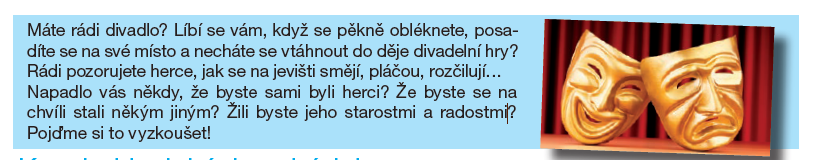 Máte rádi divadlo? Líbí se vám, když se pěkně obléknete, posa-
díte se na své místo a necháte se vtáhnout do děje divadelní hry?
Rádi pozorujete herce, jak se na jevišti smějí, pláčou, rozčilují...
Napadlo vás někdy, že byste sami byli herci? Že byste se na
chvíli stali někým jiným? Žili byste jeho starostmi a radostmi?
Pojďme si to vyzkoušet!